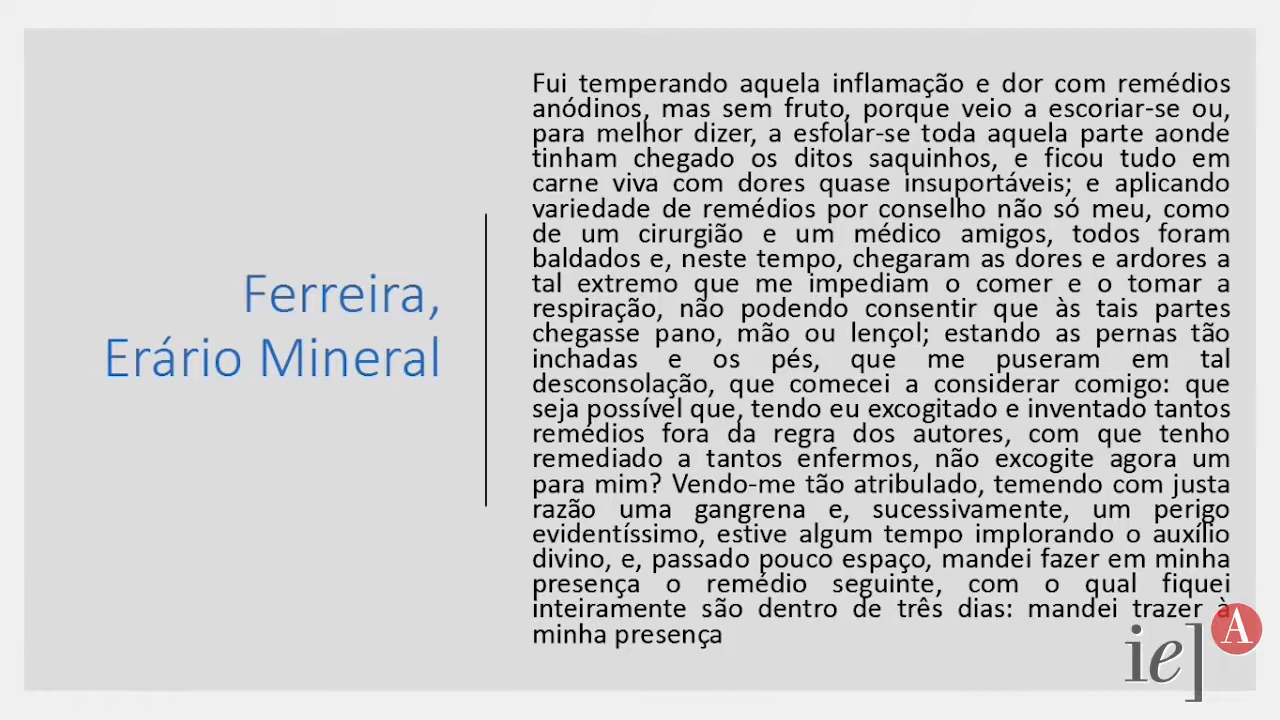 Ferreira,
Erário Mineral
Fui temperando aquela inflamação e dor com remédios
anódinos, mas sem fruto, porque veio a escoriar-se ou,
para melhor dizer, a esfolar-se toda aquela parte aonde
tinham chegado os ditos saquinhos, e ficou tudo em
carne viva com dores quase insuportáveis; e aplicando
variedade de remédios por conselho não só meu, como
de um cirurgião e um médico amigos, todos foram
baldados e, neste tempo, chegaram as dores e ardores a
tal extremo que me impediam o comer e o tomar a
respiração, não podendo consentir que às tais partes
chegasse pano, mão ou lençol; estando as pernas tão
inchadas e os pés, que me puseram em tal
desconsolação, que comecei a considerar comigo: que
seja possível que, tendo eu excogitado e inventado tantos
remédios fora da regra dos autores, com que tenho
remediado a tantos enfermos, não excogite agora um
para mim? Vendo-me tão atribulado, temendo com justa
razão uma gangrena e, sucessivamente, um perigo
evidentíssimo, estive algum tempo implorando o auxílio
divino, e, passado pouco espaço, mandei fazer em minha
presença o remédio seguinte, com o qual fiquei
inteiramente são dentro de três dias: mandei trazer à
minha presença
ie] A